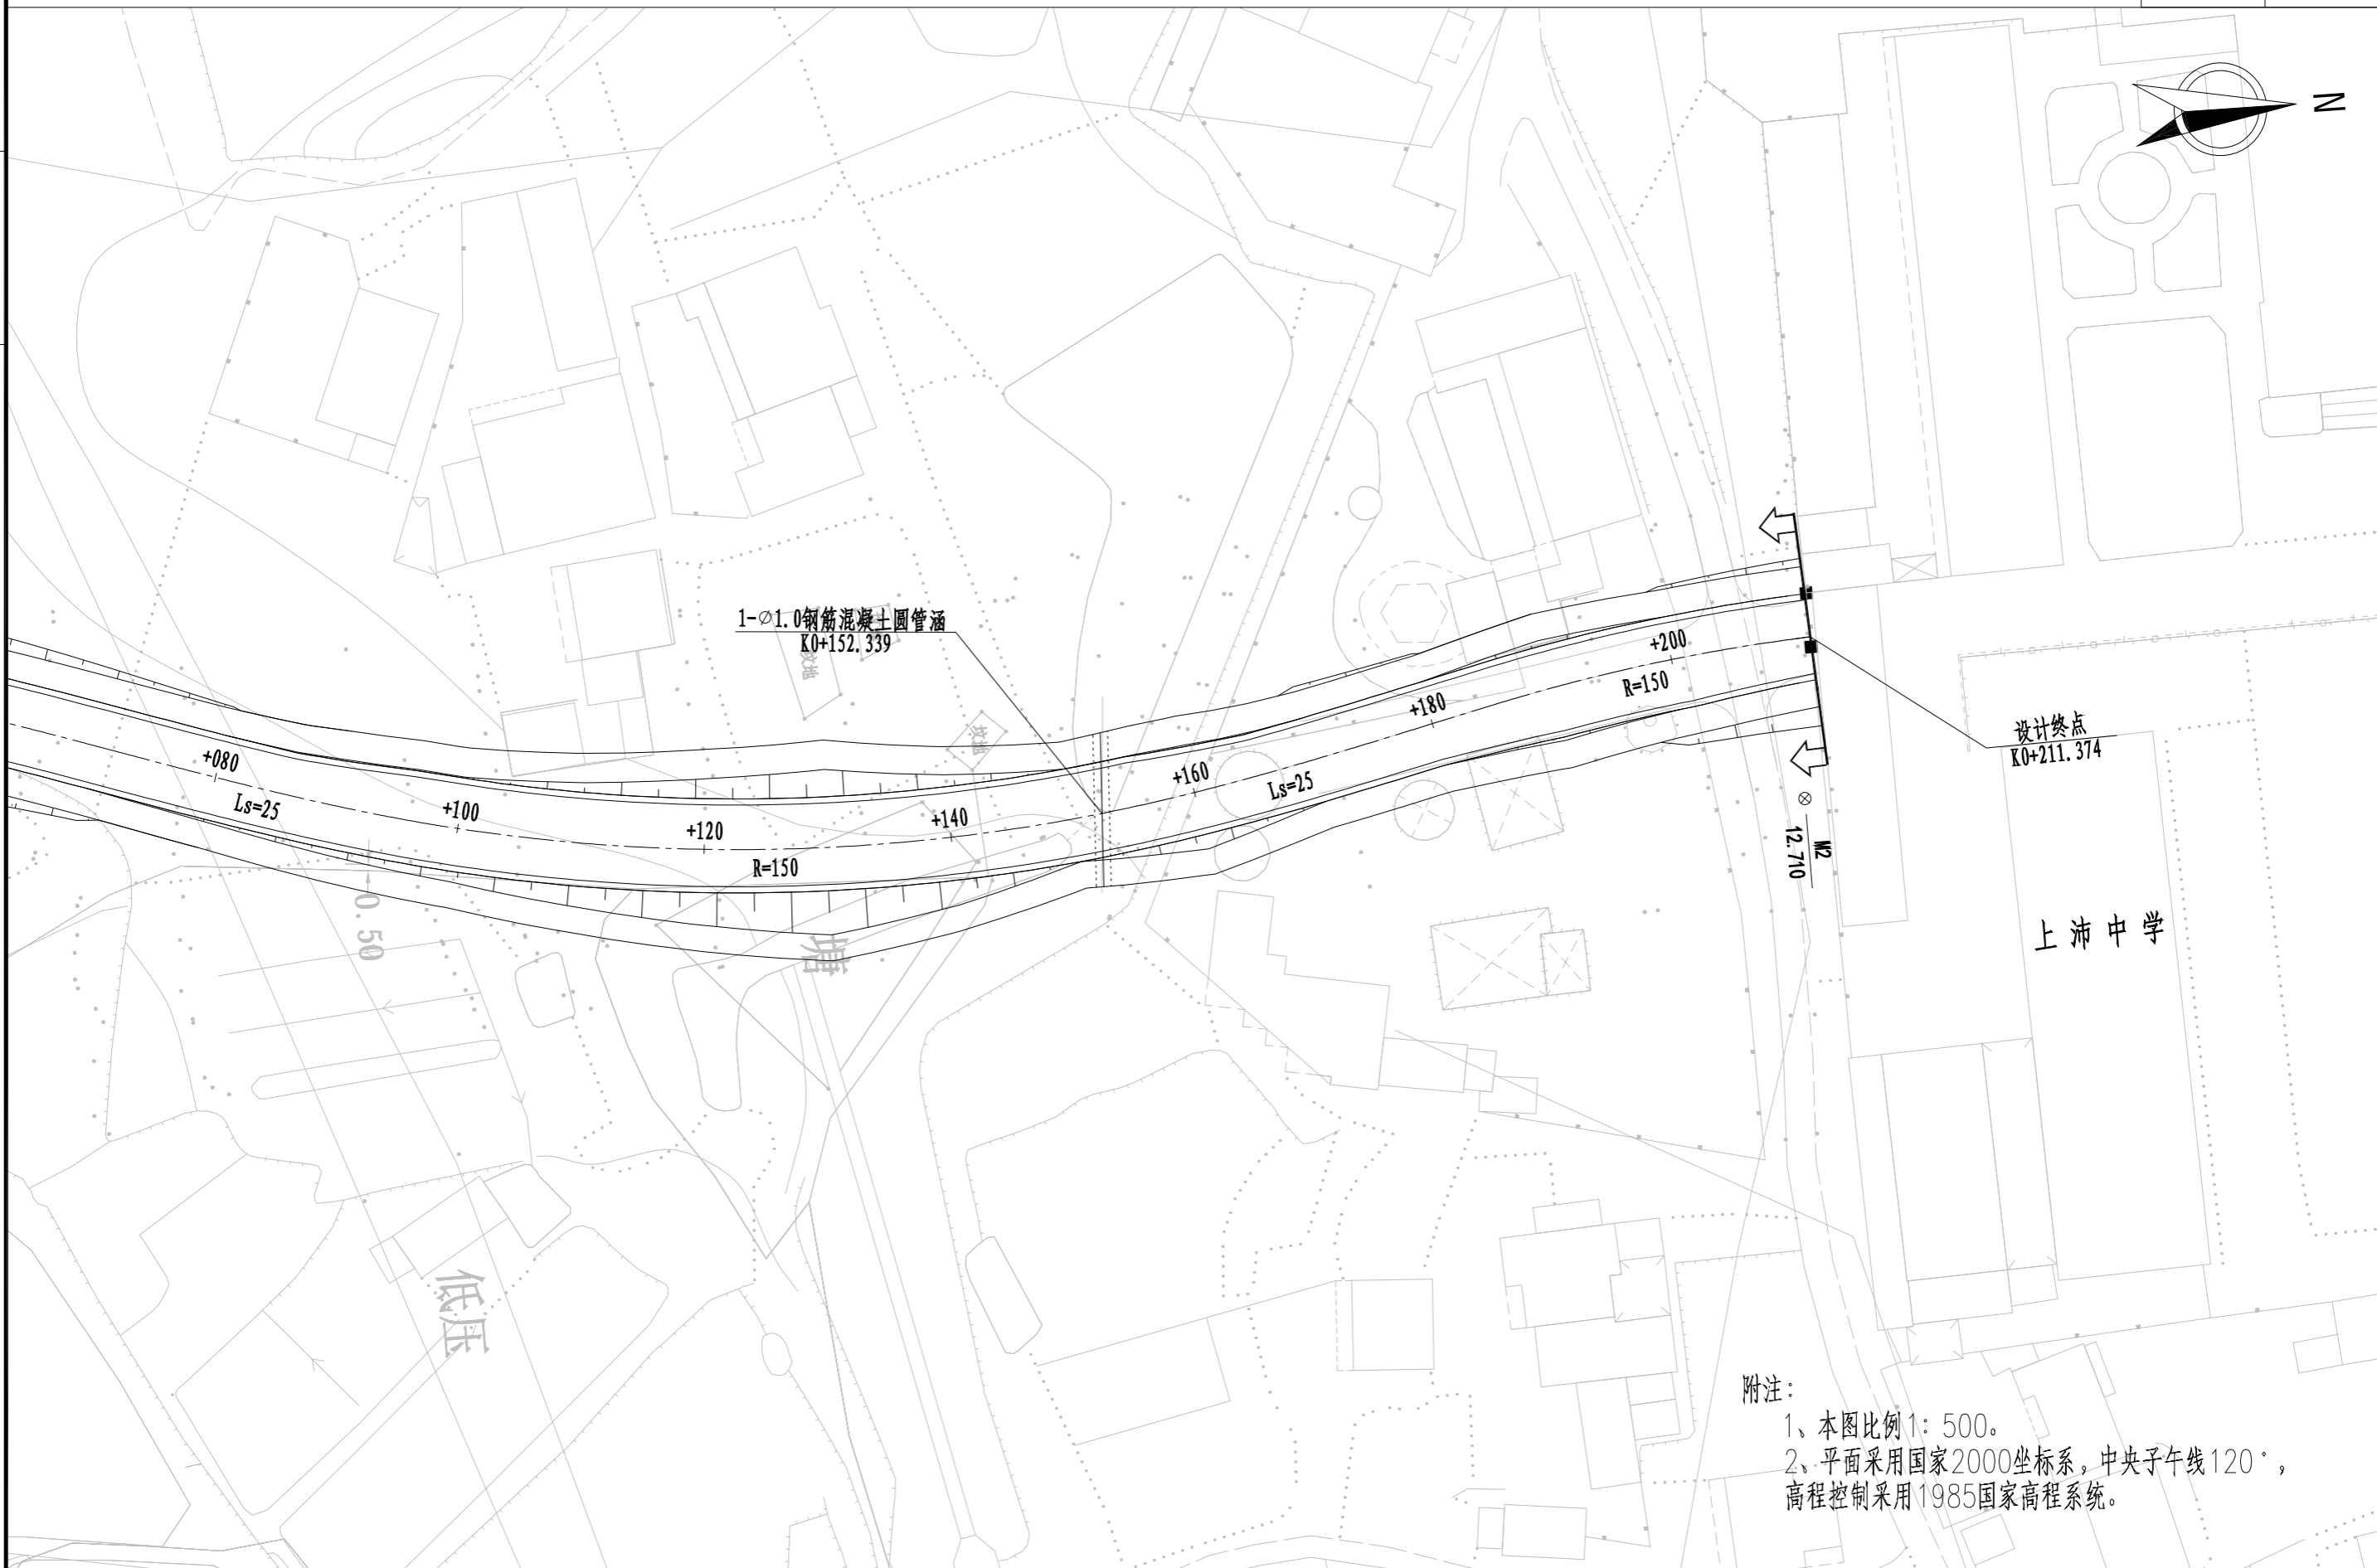 N
1-∅1.0钢筋混凝土圆管涵
K0+152.339
坟地
坟地
+200
R=150
+180
设计终点
K0+211.374
+160
Ls=25
+080
Ls=25
+100
+120
+140
R=150
M2
12.710
0.50
塘
上沛中学
低压
附注:
1、本图比例1:500。
2、平面采用国家2000坐标系,中央子午线120°,
高程控制采用1985国家高程系统。